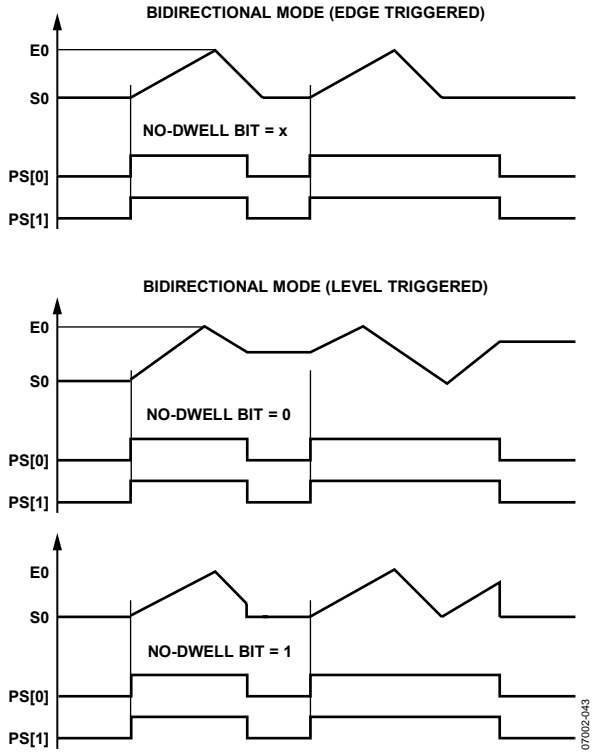 BIDIRECTIONAL MODE (EDGE TRIGGERED)
E0
S0
NO-DWELL BIT = x
PS[0]
PS[1]
BIDIRECTIONAL MODE (LEVEL TRIGGERED)
E0
S0
NO-DWELL BIT = 0
PS[0]
PS[1]
E0
S0
NO-DWELL BIT = 1
PS[0]
PS[1]
07002-043